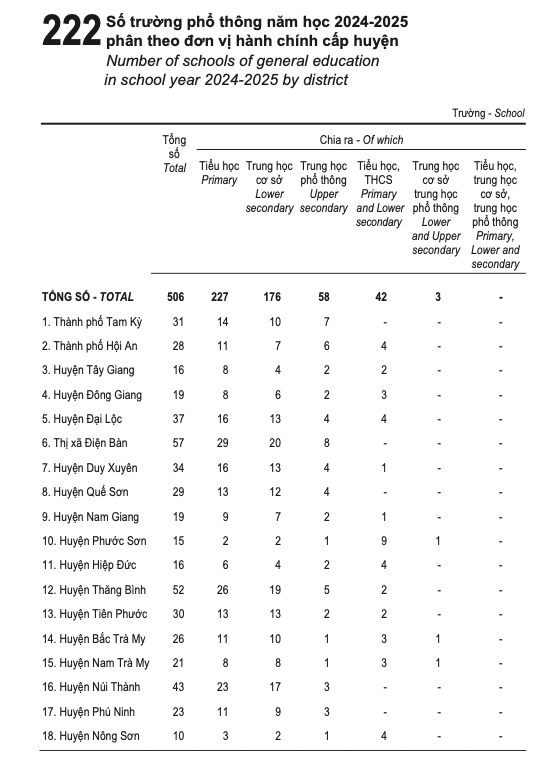 222 Số trường phổ thông năm học 2024-2025
phân theo đơn vị hành chính cấp huyện
Number of schools of general education
in school year 2024-2025 by district
Trường - School
Tổng số Total
Chia ra - Of which
Tiểu học Primary
Trung học cơ sở Lower secondary
Trung học phổ thông Upper secondary
Tiểu học, THCS Primary and Lower secondary
Trung học cơ sở trung học phổ thông Lower and Upper secondary
Tiểu học, trung học cơ sở, trung học phổ thông Primary, Lower and secondary
TỔNG SỐ - TOTAL 506 227 176 58 42 3 -
1. Thành phố Tam Kỳ 31 14 10 7 - - -
2. Thành phố Hội An 28 11 7 6 4 - -
3. Huyện Tây Giang 16 8 4 2 2 - -
4. Huyện Đông Giang 19 8 6 2 3 - -
5. Huyện Đại Lộc 37 16 13 4 4 - -
6. Thị xã Điện Bàn 57 29 20 8 - - -
7. Huyện Duy Xuyên 34 16 13 4 1 - -
8. Huyện Quế Sơn 29 13 12 4 - - -
9. Huyện Nam Giang 19 9 7 2 1 - -
10. Huyện Phước Sơn 15 2 2 1 9 1 -
11. Huyện Hiệp Đức 16 6 4 2 4 - -
12. Huyện Thăng Bình 52 26 19 5 2 - -
13. Huyện Tiên Phước 30 13 13 2 2 - -
14. Huyện Bắc Trà My 26 11 10 1 3 1 -
15. Huyện Nam Trà My 21 8 8 1 3 1 -
16. Huyện Núi Thành 43 23 17 3 - - -
17. Huyện Phú Ninh 23 11 9 3 - - -
18. Huyện Nông Sơn 10 3 2 1 4 - -